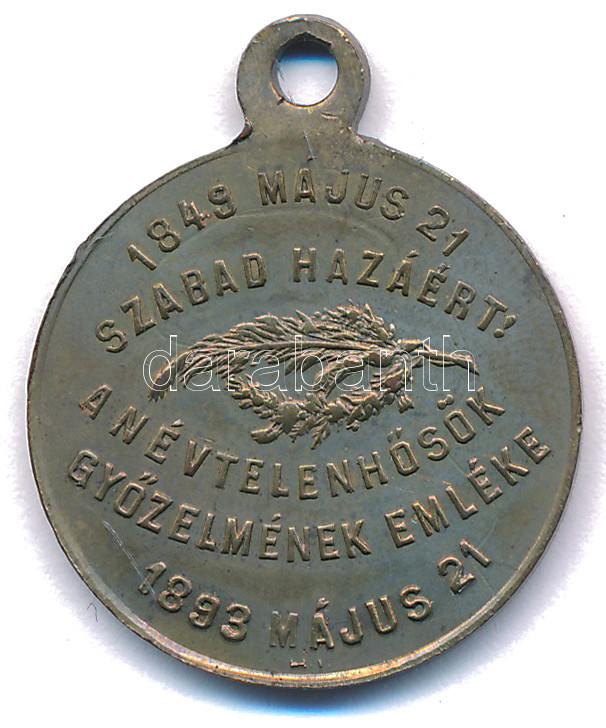 1849 MÁJUS 21
SZABAD HAZÁÉRT!
darabanth
A NÉVTELENHŐSÖK
GYŐZELMÉNEK EMLÉKE
1893 MÁJUS 21